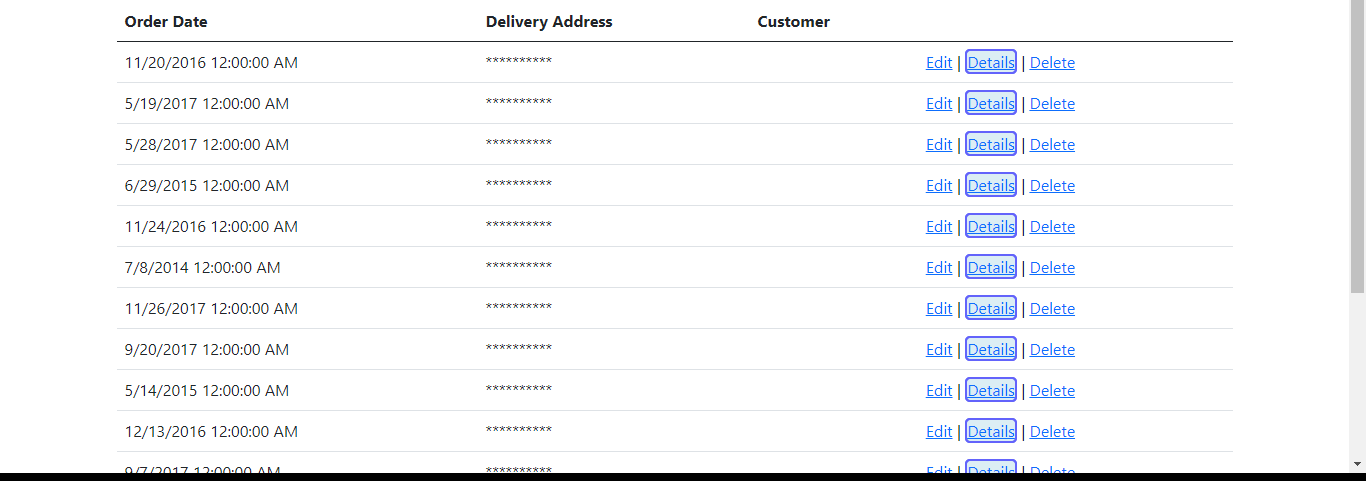 Order Date Delivery Address Customer
11/20/2016 12:00:00 AM ********** Edit | Details | Delete
5/19/2017 12:00:00 AM ********** Edit | Details | Delete
5/28/2017 12:00:00 AM ********** Edit | Details | Delete
6/29/2015 12:00:00 AM ********** Edit | Details | Delete
11/24/2016 12:00:00 AM ********** Edit | Details | Delete
7/8/2014 12:00:00 AM ********** Edit | Details | Delete
11/26/2017 12:00:00 AM ********** Edit | Details | Delete
9/20/2017 12:00:00 AM ********** Edit | Details | Delete
5/14/2015 12:00:00 AM ********** Edit | Details | Delete
12/13/2016 12:00:00 AM ********** Edit | Details | Delete
9/7/2017 12:00:00 AM ********** Edit | Details | Delete